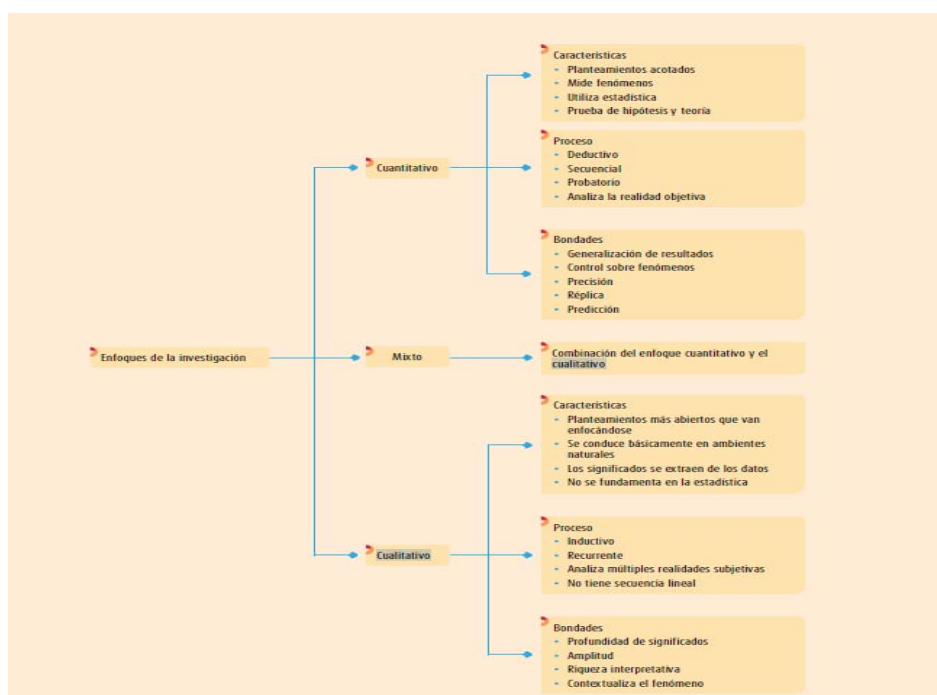 Enfoques de la investigación
Cuantitativo
Características
- Planteamientos acotados
- Mide fenómenos
- Utiliza estadística
- Prueba de hipótesis y teoría
Proceso
- Deductivo
- Secuencial
- Probatorio
- Analiza la realidad objetiva
Bondades
- Generalización de resultados
- Control sobre fenómenos
- Precisión
- Réplica
- Predicción
Mixto
Combinación del enfoque cuantitativo y el
cualitativo
Cualitativo
Características
- Planteamientos más abiertos que van
enfocándose
- Se conduce básicamente en ambientes
naturales
- Los significados se extraen de los datos
- No se fundamenta en la estadística
Proceso
- Inductivo
- Recurrente
- Analiza múltiples realidades subjetivas
- No tiene secuencia lineal
Bondades
- Profundidad de significados
- Amplitud
- Riqueza interpretativa
- Contextualiza el fenómeno